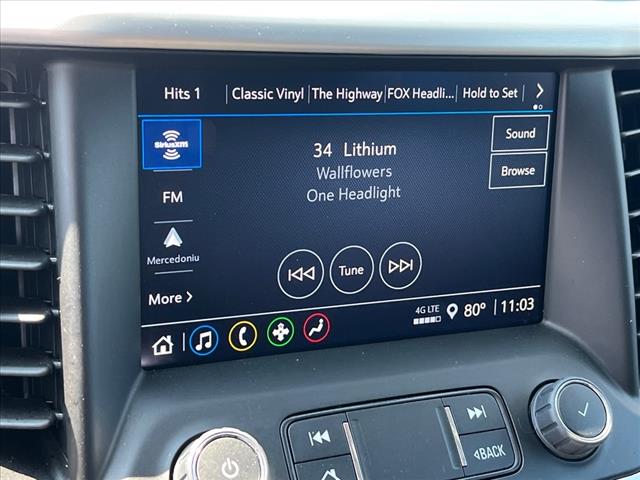 Hits 1 Classic Vinyl The Highway FOX Headli... Hold to Set
SiriusXM
34 Lithium
Wallflowers
One Headlight
Sound
Browse
FM
Mercedoniu
More
Tune
4G LTE 80° 11:03
BACK